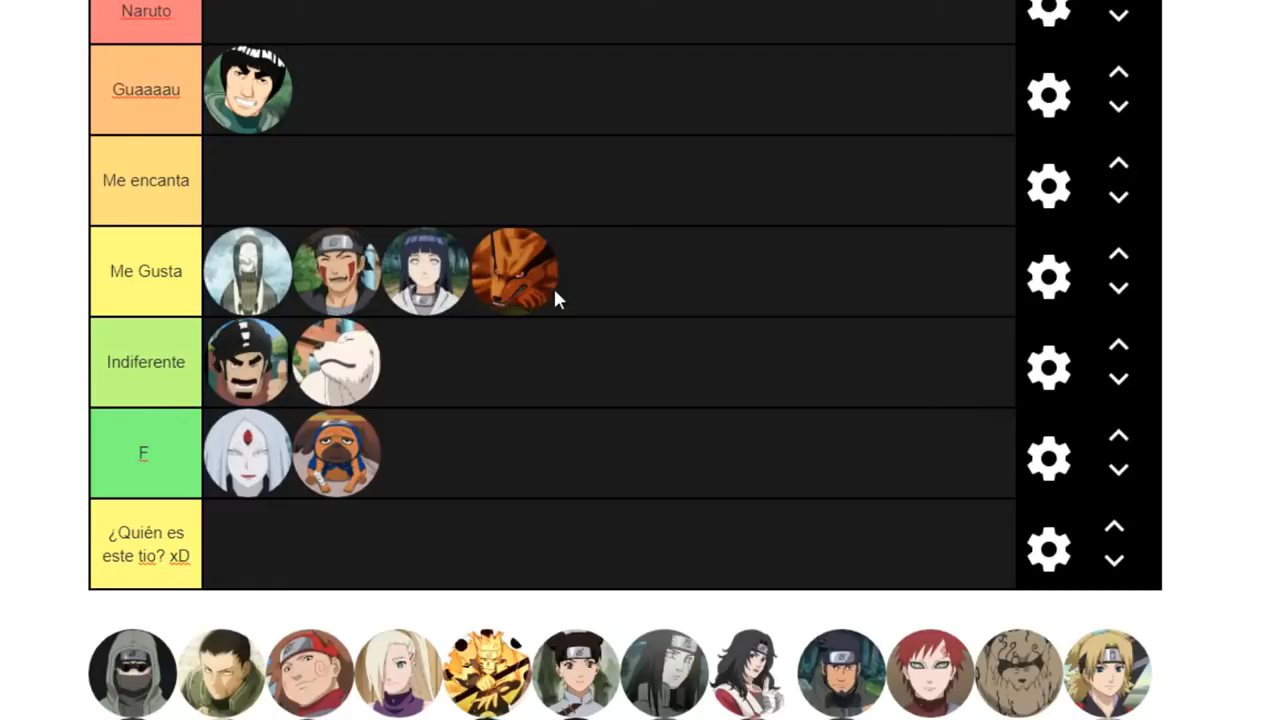 Naruto
Guaaaau
Me encanta
Me Gusta
Indiferente
F
¿Quién es
este tio? xD